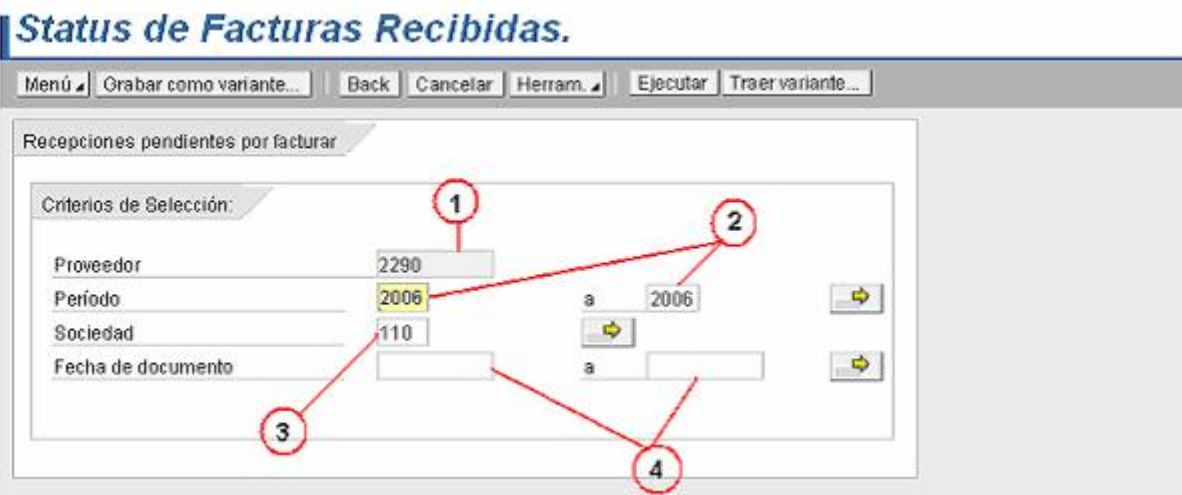 Status de Facturas Recibidas.
Menú Grabar como variante... Back Cancelar Herram. Ejecutar Traer variante...
Recepciones pendientes por facturar
Criterios de Selección: 1 2
Proveedor 2290
Período 2006 a 2006
Sociedad 110
Fecha de documento a
3 4